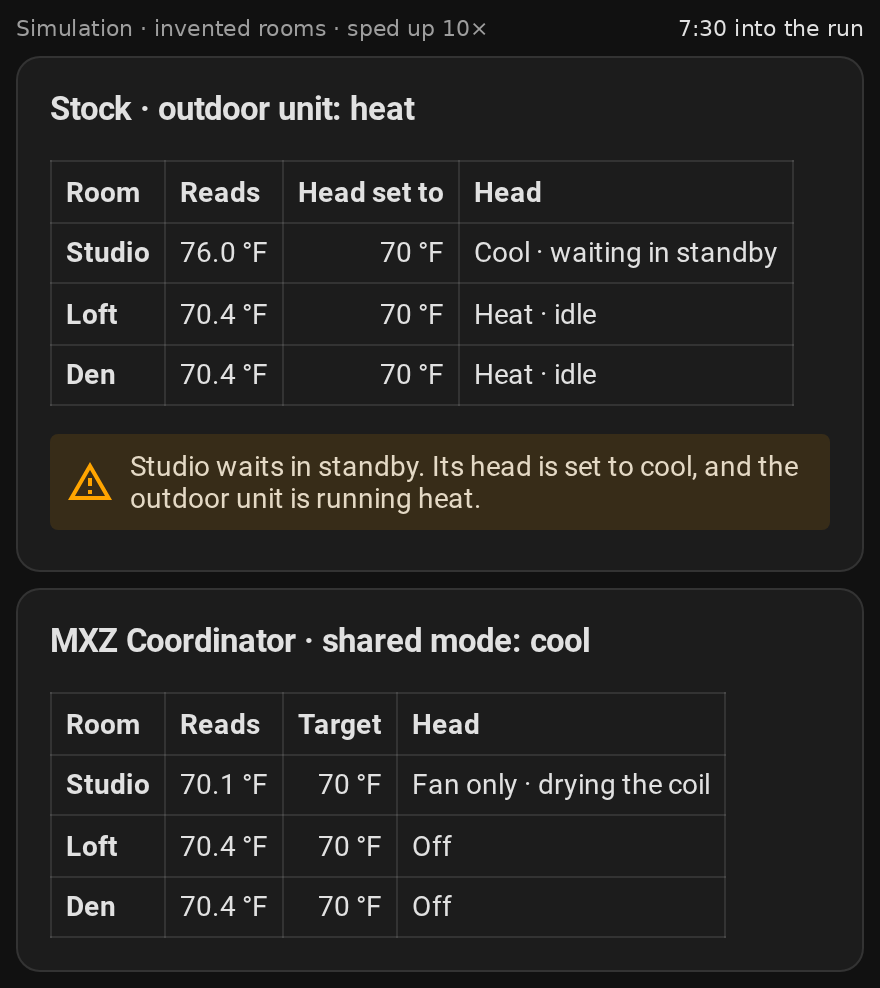 Simulation · invented rooms · sped up 10×
7:30 into the run
Stock · outdoor unit: heat
Room Reads Head set to Head
Studio 76.0 °F 70 °F Cool · waiting in standby
Loft 70.4 °F 70 °F Heat · idle
Den 70.4 °F 70 °F Heat · idle
Studio waits in standby. Its head is set to cool, and the
outdoor unit is running heat.
MXZ Coordinator · shared mode: cool
Room Reads Target Head
Studio 70.1 °F 70 °F Fan only · drying the coil
Loft 70.4 °F 70 °F Off
Den 70.4 °F 70 °F Off